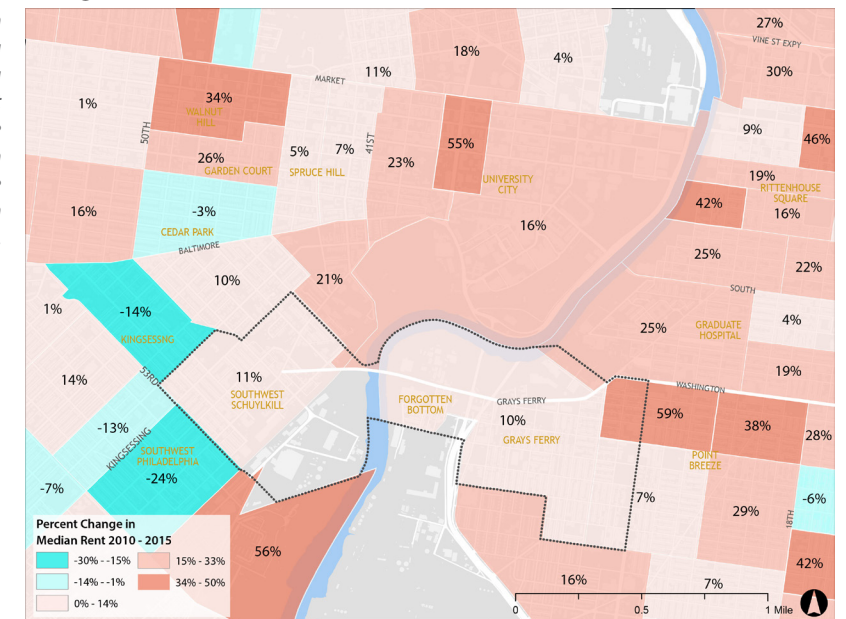 27%
VINE ST EXPY
18%
4%
30%
11%
MARKET
34%
WALNUT
HILL
1%
9%
46%
50TH
41ST
55%
5%
7%
23%
26%
GARDEN COURT
SPRUCE HILL
19%
RITTENHOUSE
SQUARE
UNIVERSITY
CITY
16%
-3%
42%
16%
CEDAR PARK
16%
BALTIMORE
25%
22%
10%
21%
SOUTH
1%
-14%
4%
25%
GRADUATE
HOSPITAL
KINGSESSNG
19%
53RD
14%
11%
WASHINGTON
SOUTHWEST
SCHUYLKILL
FORGOTTEN
BOTTOM
GRAYS FERRY
59%
10%
GRAYS FERRY
38%
28%
-13%
KINGSESSING
SOUTHWEST
PHILADELPHIA
POINT
BREEZE
-24%
-7%
7%
-6%
29%
18TH
56%
42%
16%
7%
Percent Change in
Median Rent 2010 - 2015
-30% - -15%
15% - 33%
-14% - -1%
34% - 50%
0% - 14%
0
0.5
1 Mile